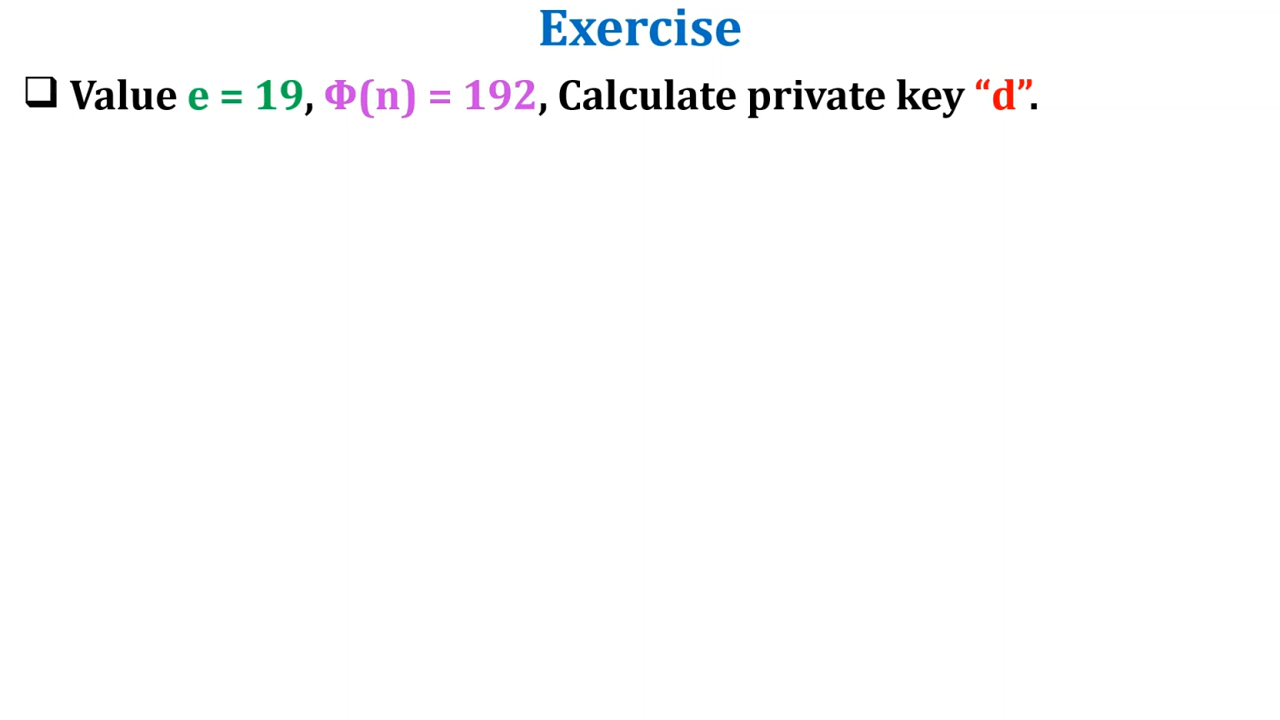 Exercise
❑ Value e = 19, Φ(n) = 192, Calculate private key “d”.